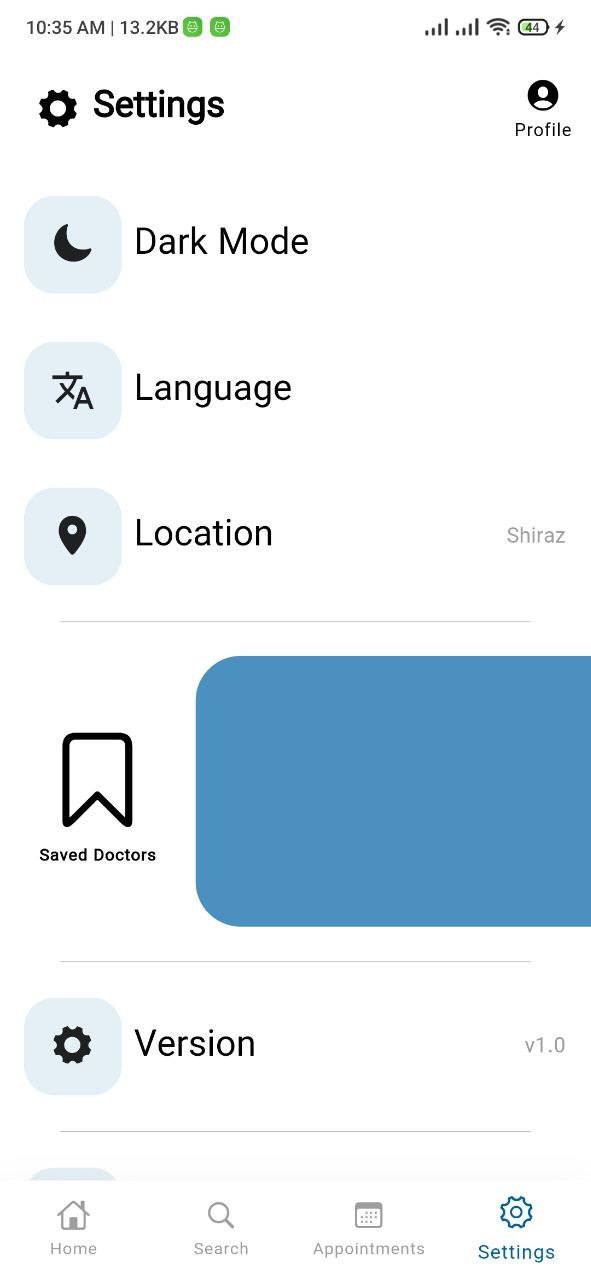 10:35 AM | 13.2KB 44
Settings
Profile
Dark Mode
Language
Location Shiraz
Saved Doctors
Version v1.0
Home Search Appointments Settings